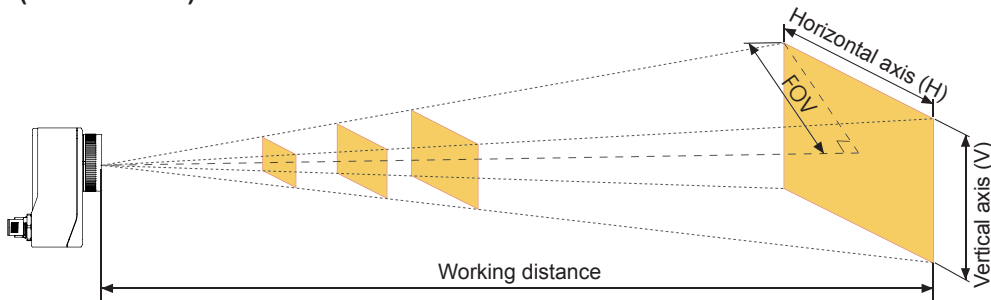 Horizontal axis (H)
FOV
Vertical axis (V)
Working distance